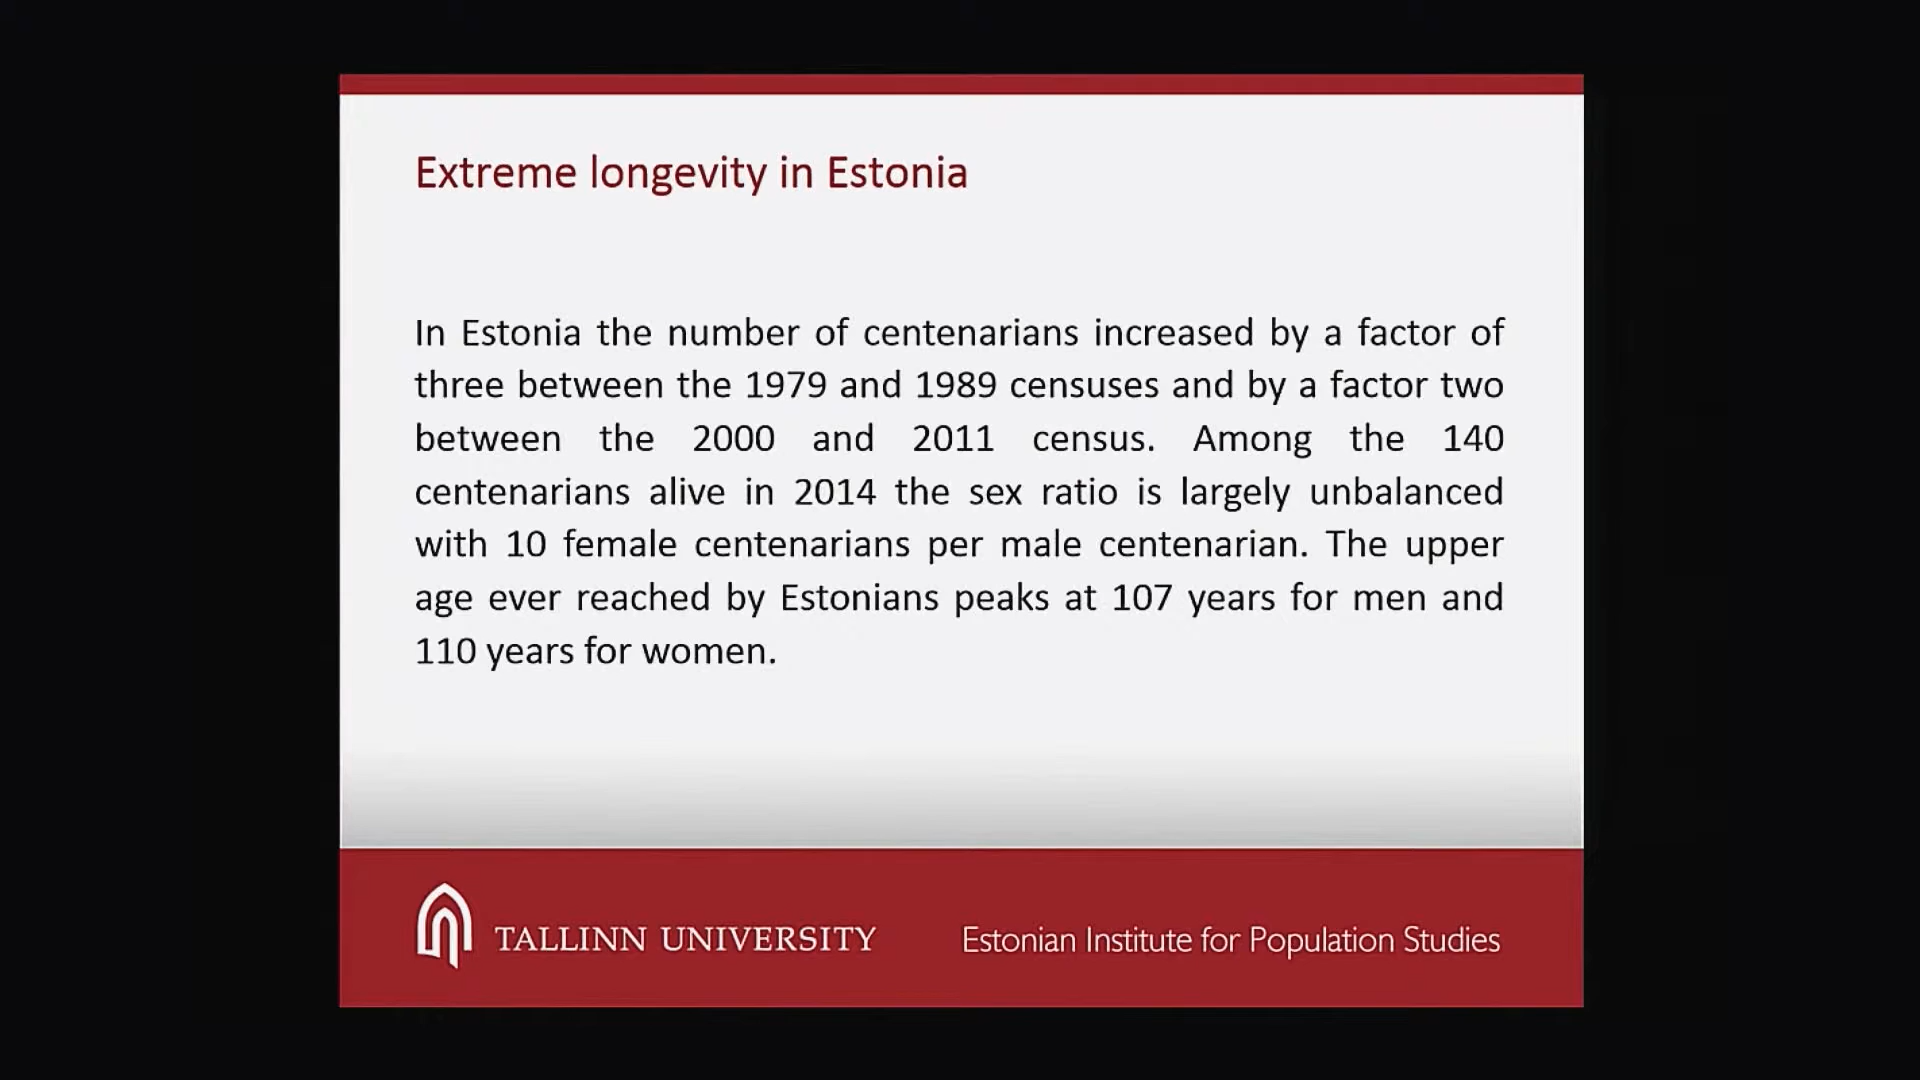 Extreme longevity in Estonia
In Estonia the number of centenarians increased by a factor of
three between the 1979 and 1989 censuses and by a factor two
between the 2000 and 2011 census. Among the 140
centenarians alive in 2014 the sex ratio is largely unbalanced
with 10 female centenarians per male centenarian. The upper
age ever reached by Estonians peaks at 107 years for men and
110 years for women.
TALLINN UNIVERSITY
Estonian Institute for Population Studies